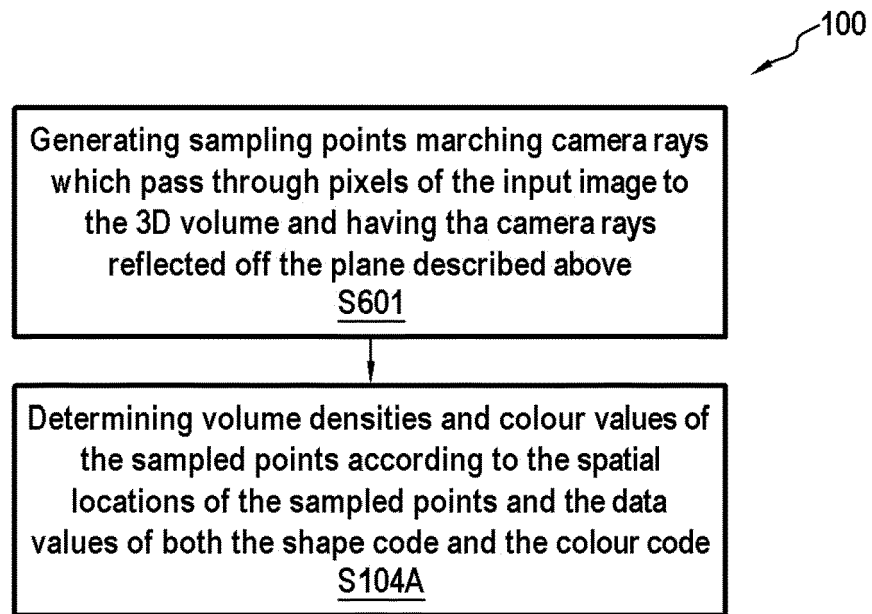 100
Generating sampling points marching camera rays
which pass through pixels of the input image to
the 3D volume and having tha camera rays
reflected off the plane described above
S601
Determining volume densities and colour values of
the sampled points according to the spatial
locations of the sampled points and the data
values of both the shape code and the colour code
S104A